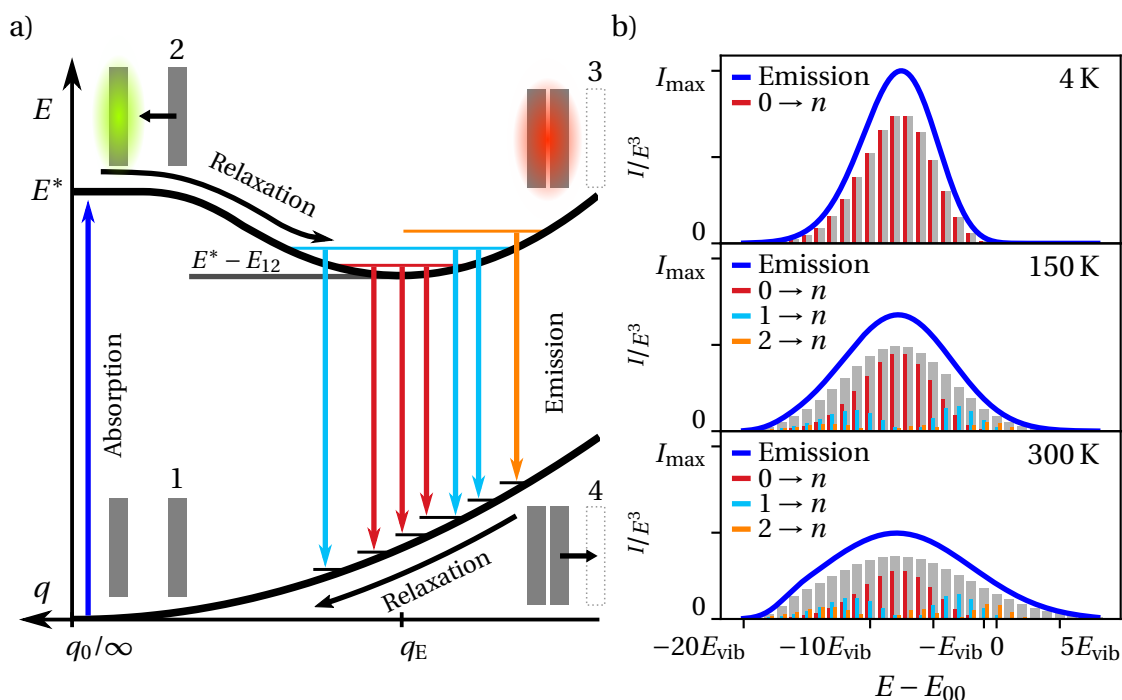 a)
2
3
E
Relaxation
E*
E* − E12
Absorption
Emission
1
4
Relaxation
q
q0/∞
qE
b)
Imax
Emission
4 K
0 → n
I/E³
0
Imax
Emission
150 K
0 → n
1 → n
2 → n
I/E³
0
Imax
Emission
300 K
0 → n
1 → n
2 → n
I/E³
0
−20Evib −10Evib −Evib 0 5Evib
E − E00